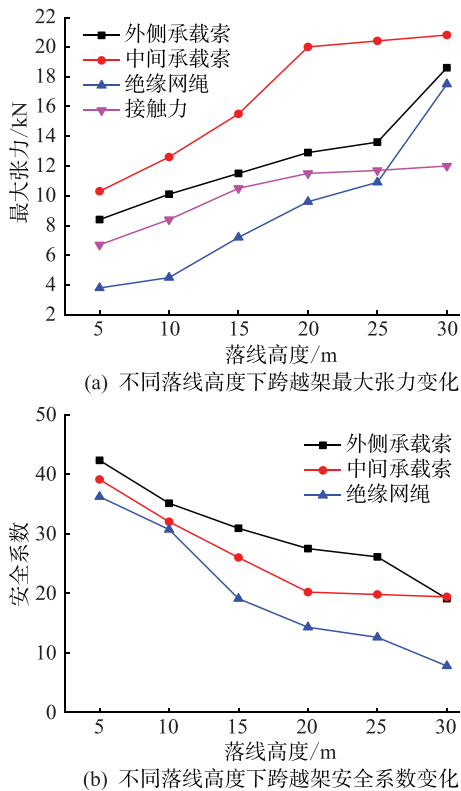 22
20
18
16
14
12
10
8
6
4
2
最大张力/kN
外侧承载索
中间承载索
绝缘网绳
接触力
5 10 15 20 25 30
落线高度/m
(a) 不同落线高度下跨越架最大张力变化
50
40
30
20
10
0
安全系数
外侧承载索
中间承载索
绝缘网绳
5 10 15 20 25 30
落线高度/m
(b) 不同落线高度下跨越架安全系数变化